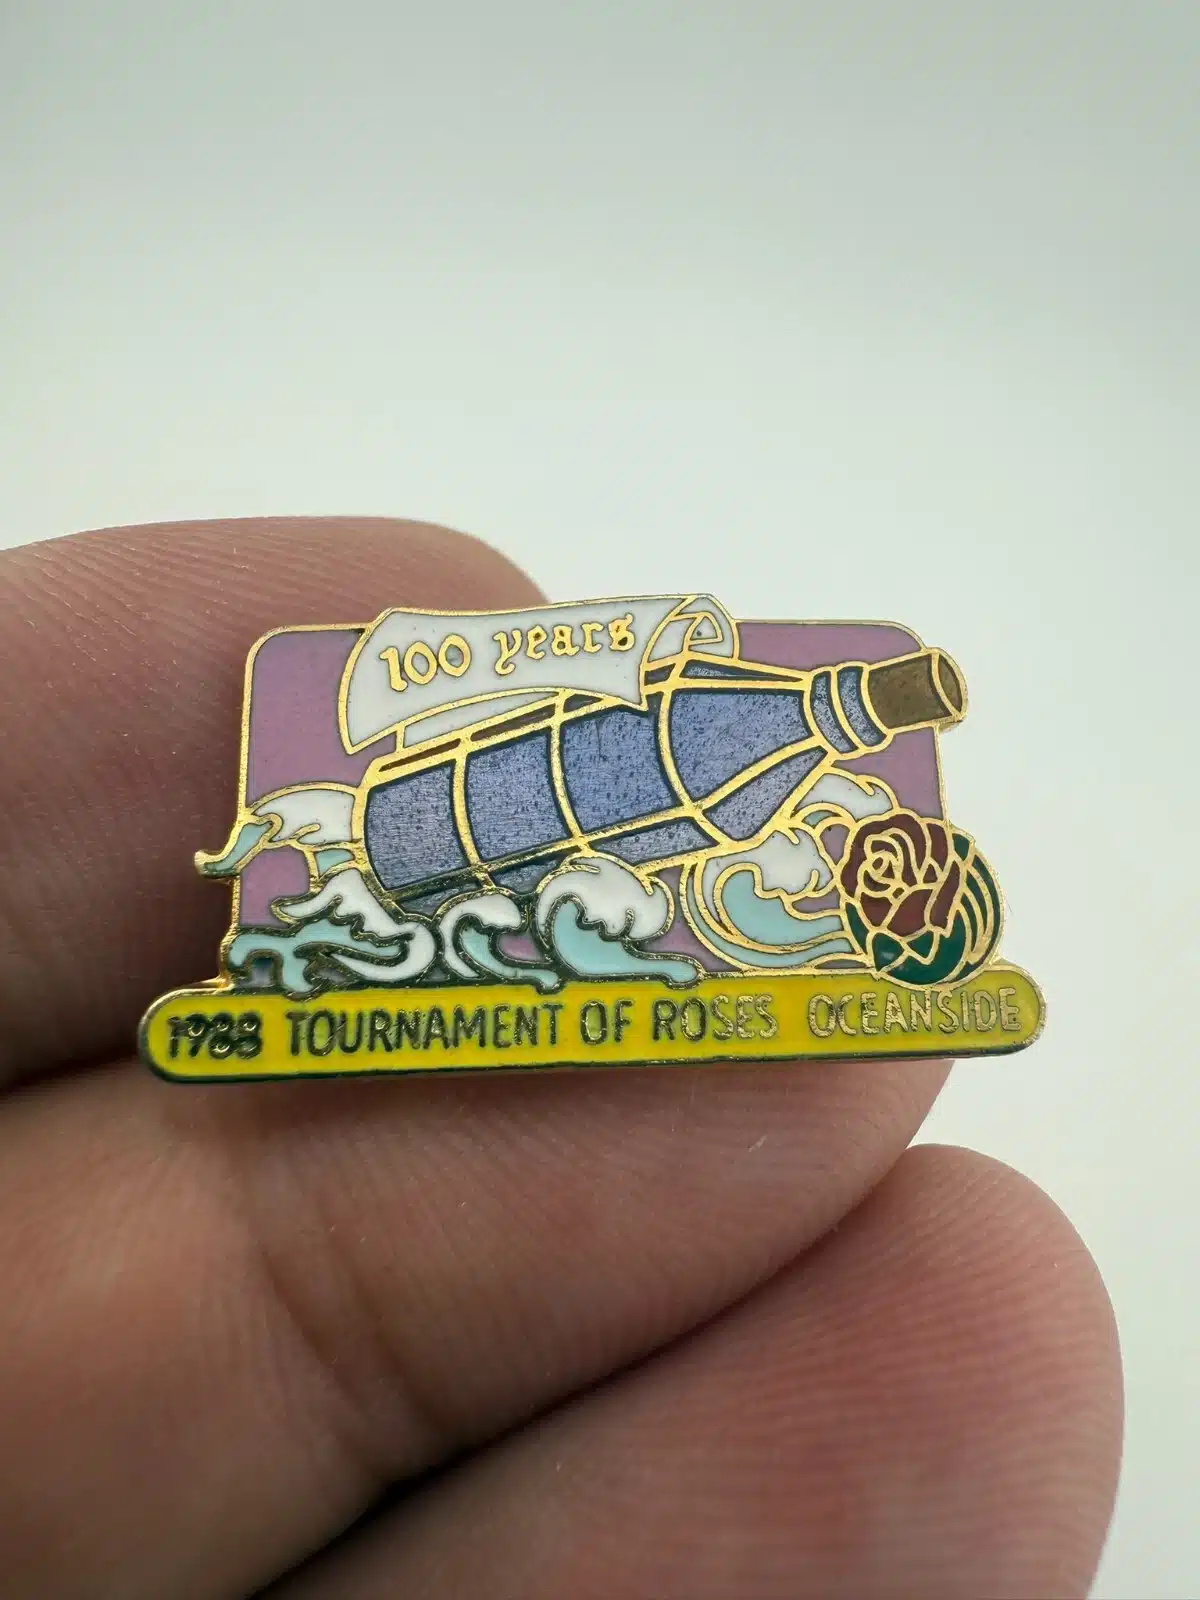 100 years
1988 TOURNAMENT OF ROSES OCEANSIDE